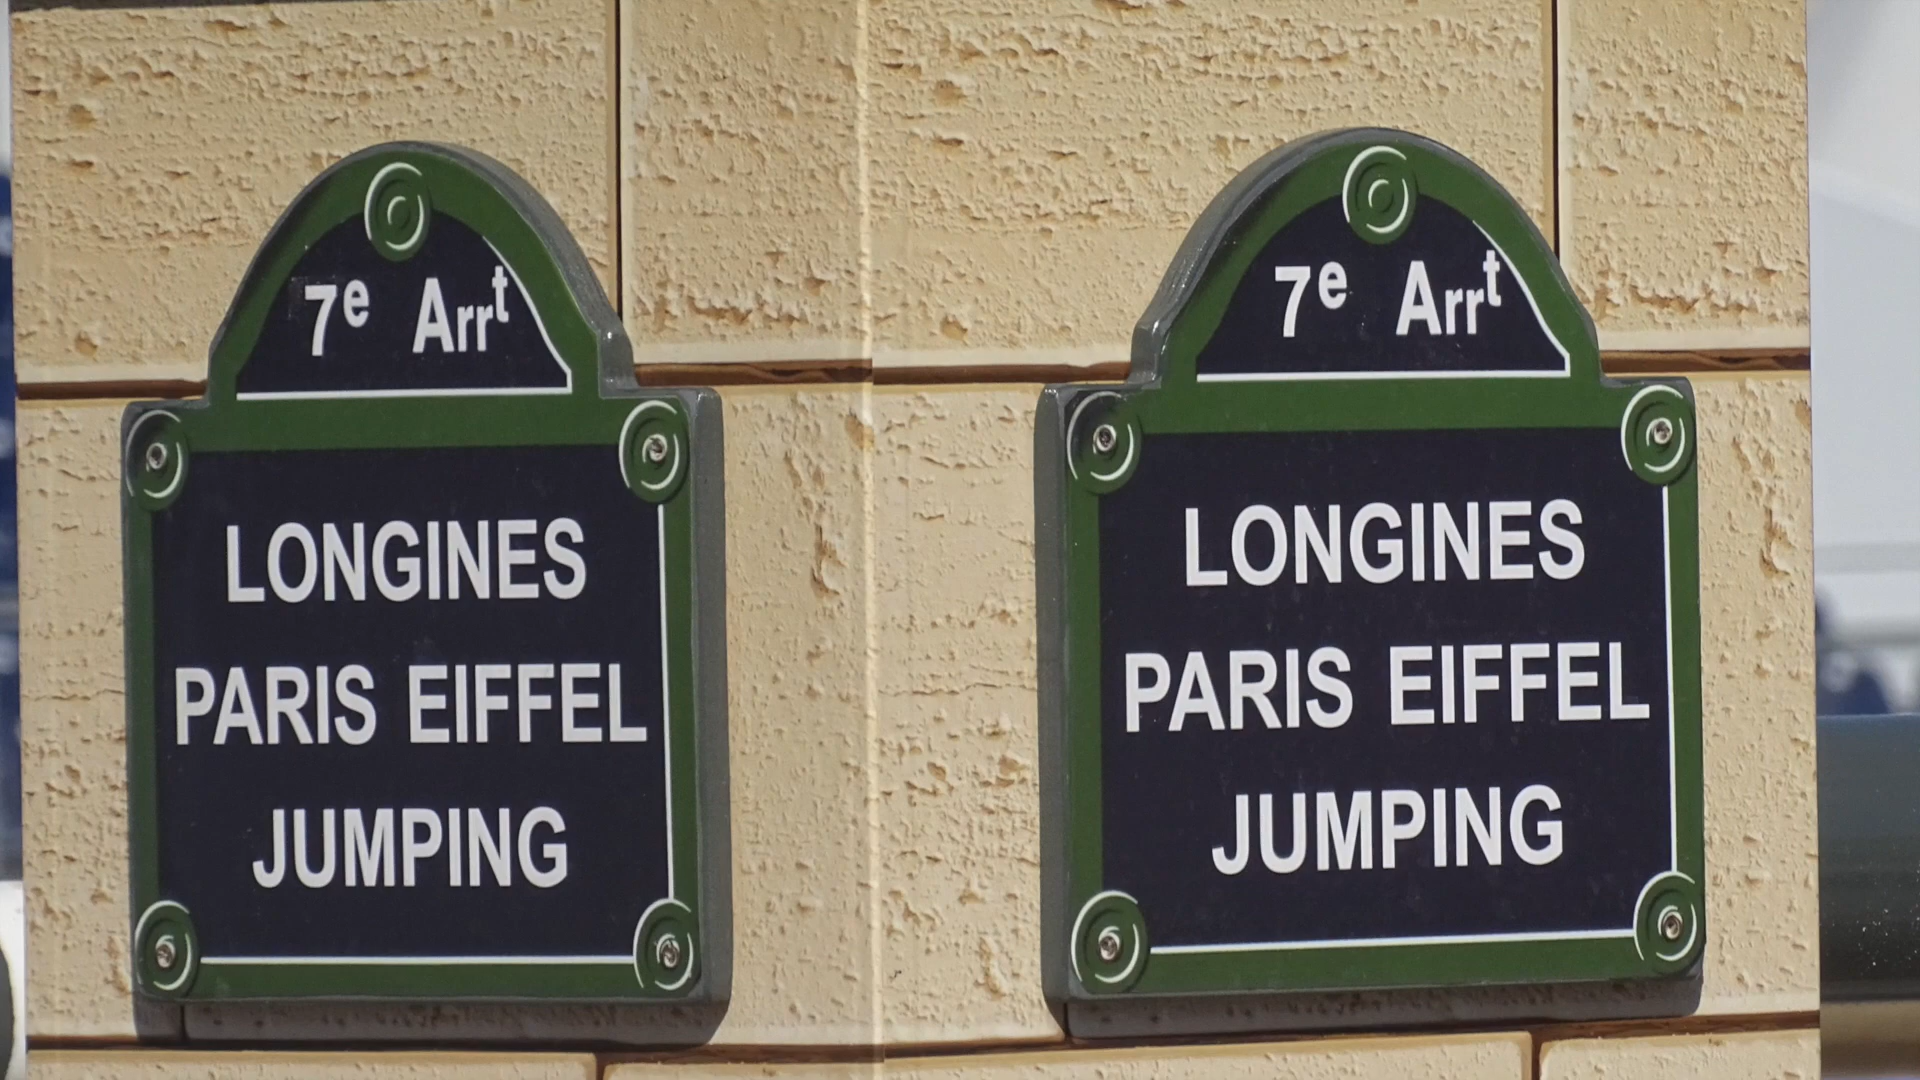 7e Arrt
LONGINES
PARIS EIFFEL
JUMPING
7e Arrt
LONGINES
PARIS EIFFEL
JUMPING